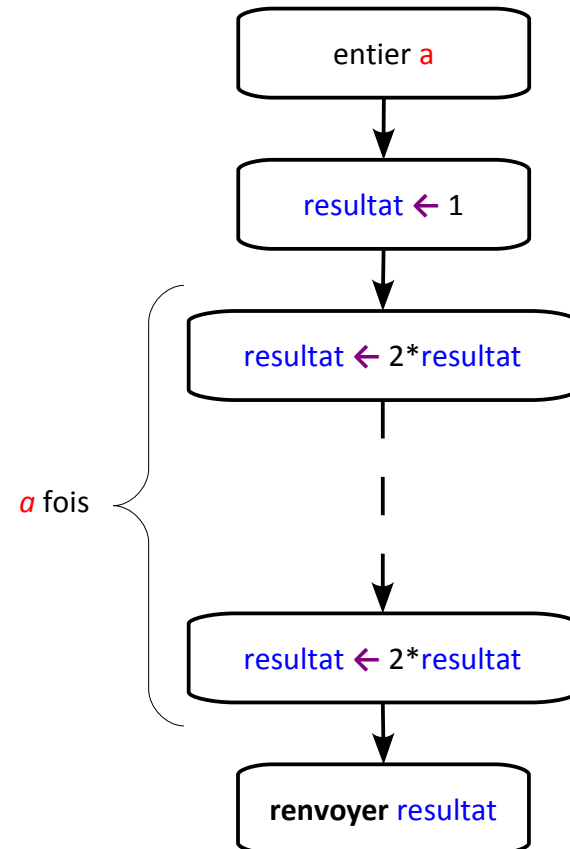 entier a
resultat ← 1
resultat ← 2*resultat
a fois
resultat ← 2*resultat
renvoyer resultat